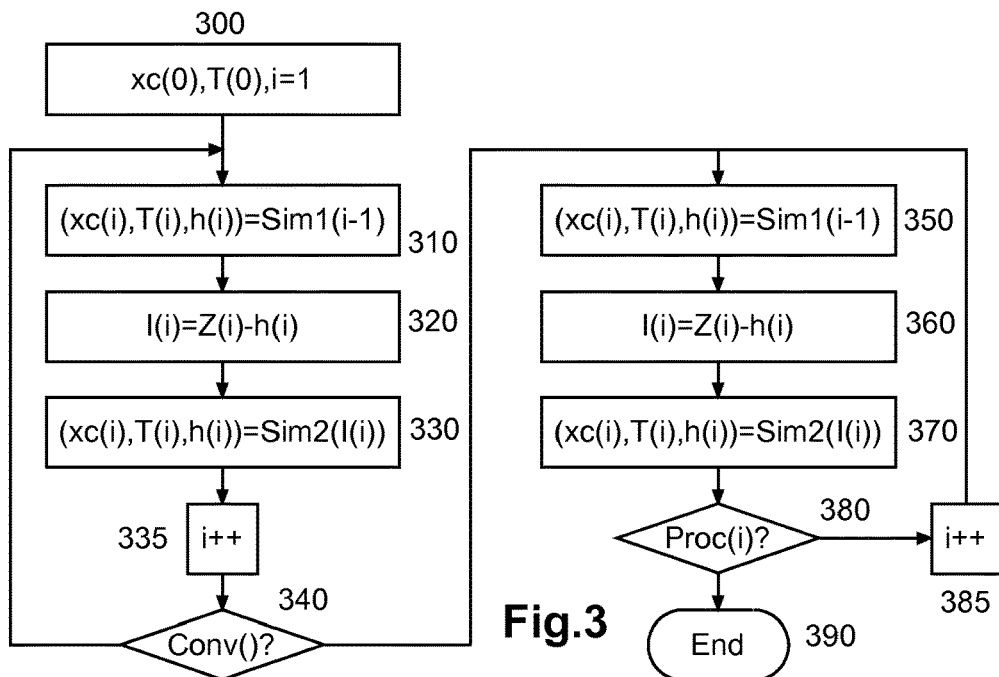 300
xc(0),T(0),i=1
(xc(i),T(i),h(i))=Sim1(i-1)
310
I(i)=Z(i)-h(i)
320
(xc(i),T(i),h(i))=Sim2(I(i))
330
335
i++
340
Conv()?
(xc(i),T(i),h(i))=Sim1(i-1)
350
I(i)=Z(i)-h(i)
360
(xc(i),T(i),h(i))=Sim2(I(i))
370
380
Proc(i)?
i++
385
End
390
Fig.3